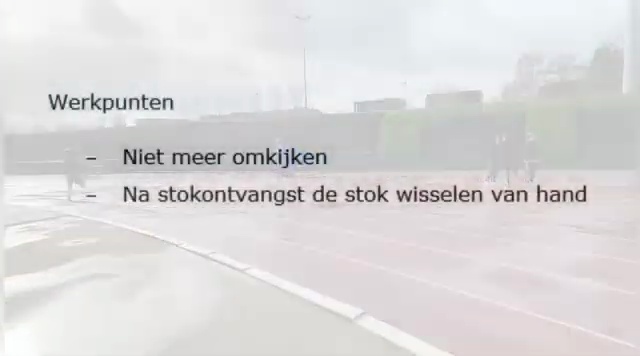 Werkpunten
– Niet meer omkijken
– Na stokontvangst de stok wisselen van hand